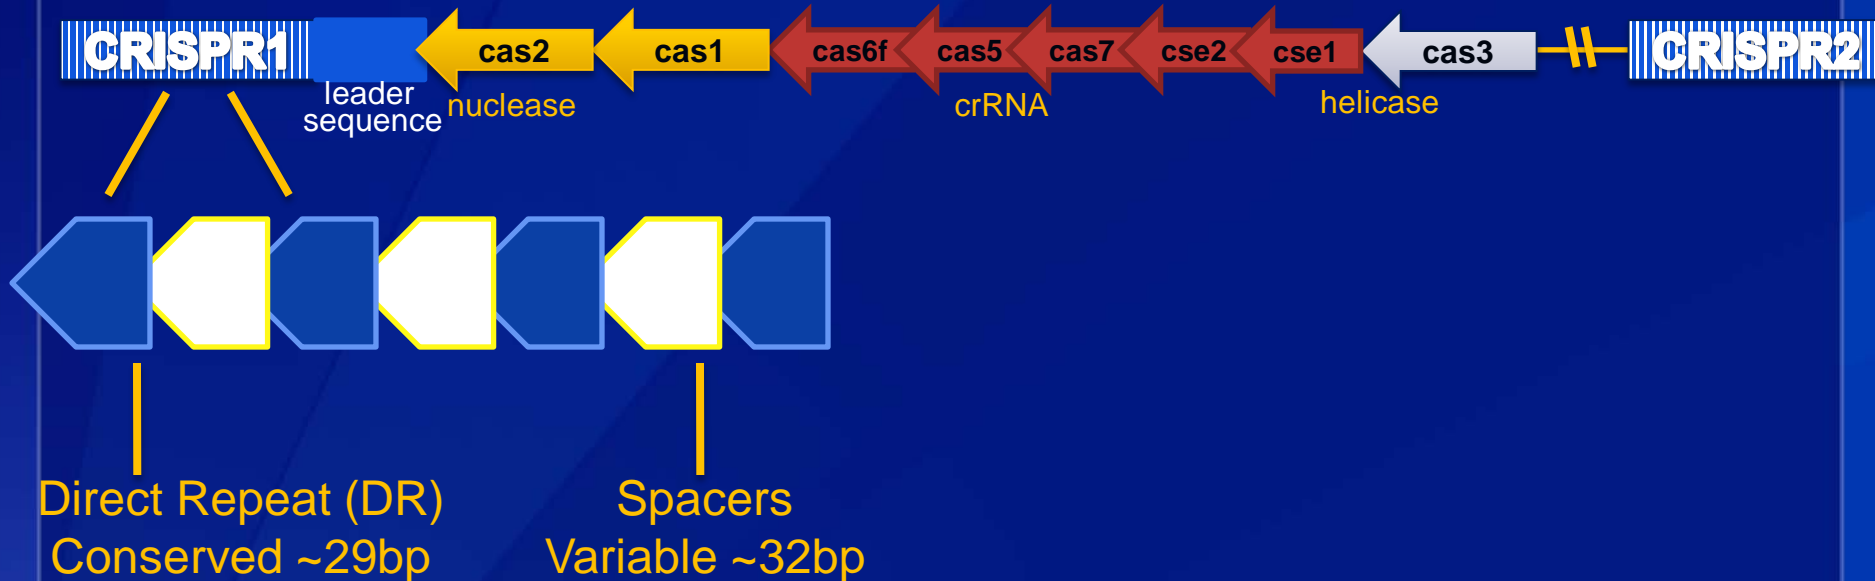 CRISPR1
cas2
cas1
cas6f
cas5
cas7
cse2
cse1
cas3
CRISPR2
leader
sequence
nuclease
crRNA
helicase
Direct Repeat (DR)
Conserved ~29bp
Spacers
Variable ~32bp